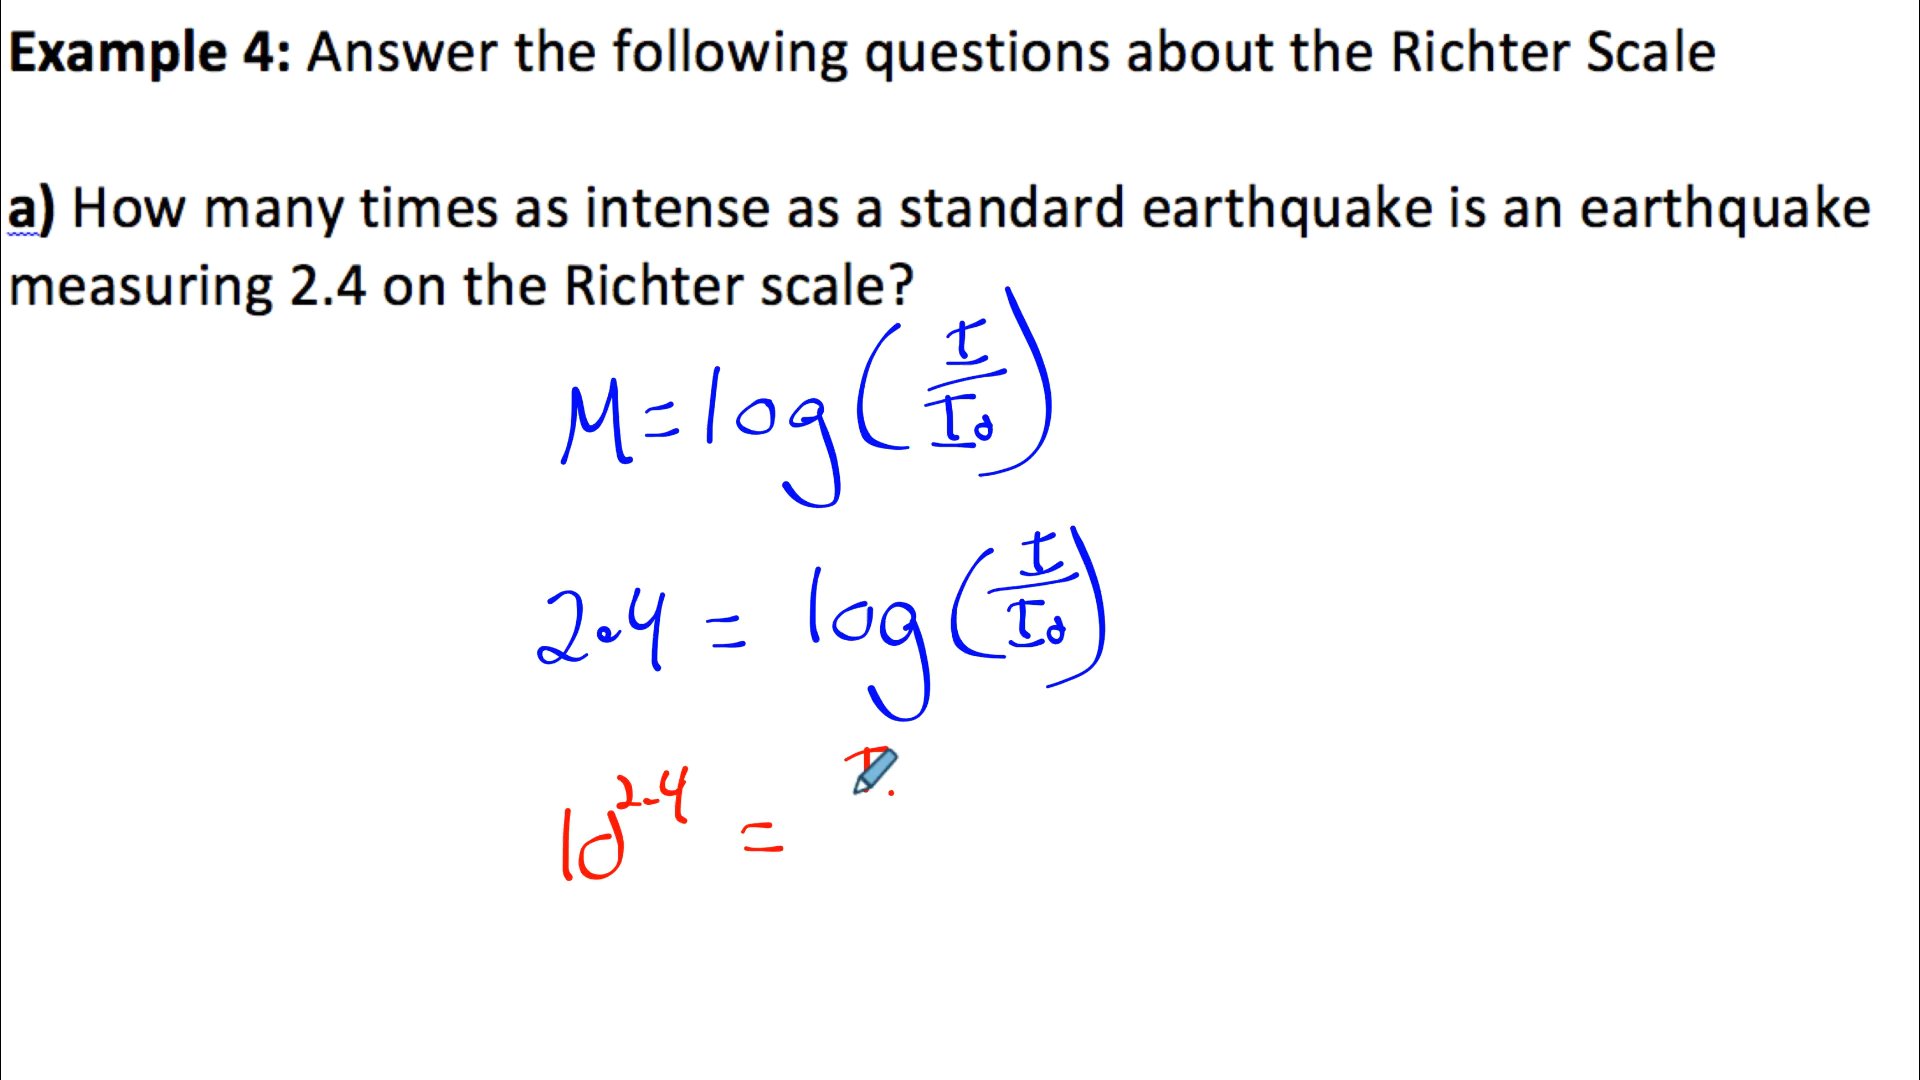 Example 4: Answer the following questions about the Richter Scale
a) How many times as intense as a standard earthquake is an earthquake
measuring 2.4 on the Richter scale?
M = log(I/I₀)
2.4 = log(I/I₀)
10^2.4 = I